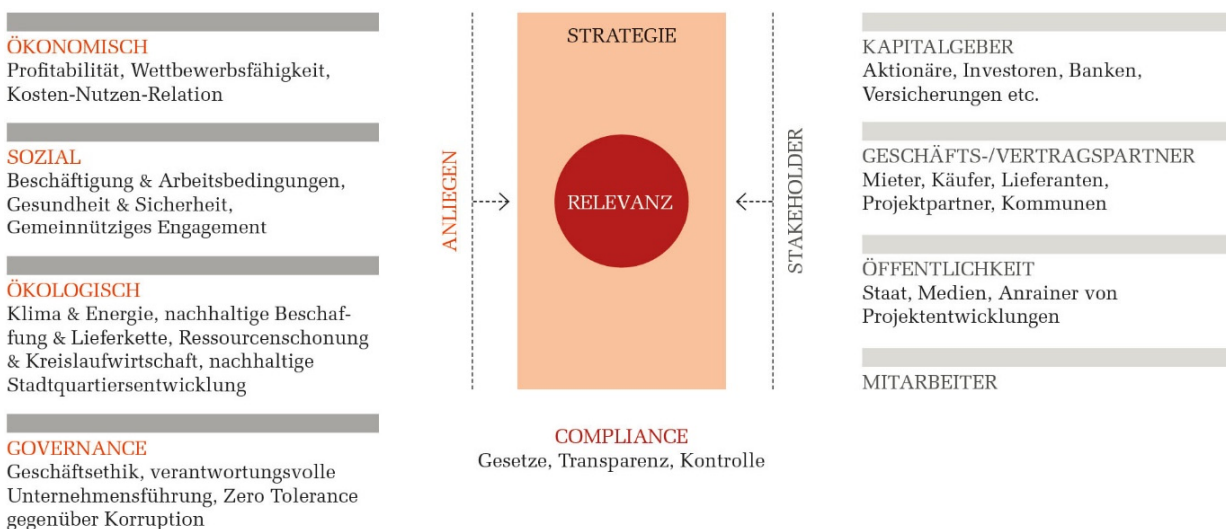 ÖKONOMISCH
Profitabilität, Wettbewerbsfähigkeit,
Kosten-Nutzen-Relation
SOZIAL
Beschäftigung & Arbeitsbedingungen,
Gesundheit & Sicherheit,
Gemeinnütziges Engagement
ÖKOLOGISCH
Klima & Energie, nachhaltige Beschaf-
fung & Lieferkette, Ressourcenschonung
& Kreislaufwirtschaft, nachhaltige
Stadtquartiersentwicklung
GOVERNANCE
Geschäftsethik, verantwortungsvolle
Unternehmensführung, Zero Tolerance
gegenüber Korruption
ANLIEGEN
STRATEGIE
RELEVANZ
STAKEHOLDER
COMPLIANCE
Gesetze, Transparenz, Kontrolle
KAPITALGEBER
Aktionäre, Investoren, Banken,
Versicherungen etc.
GESCHÄFTS-/VERTRAGSPARTNER
Mieter, Käufer, Lieferanten,
Projektpartner, Kommunen
ÖFFENTLICHKEIT
Staat, Medien, Anrainer von
Projektentwicklungen
MITARBEITER